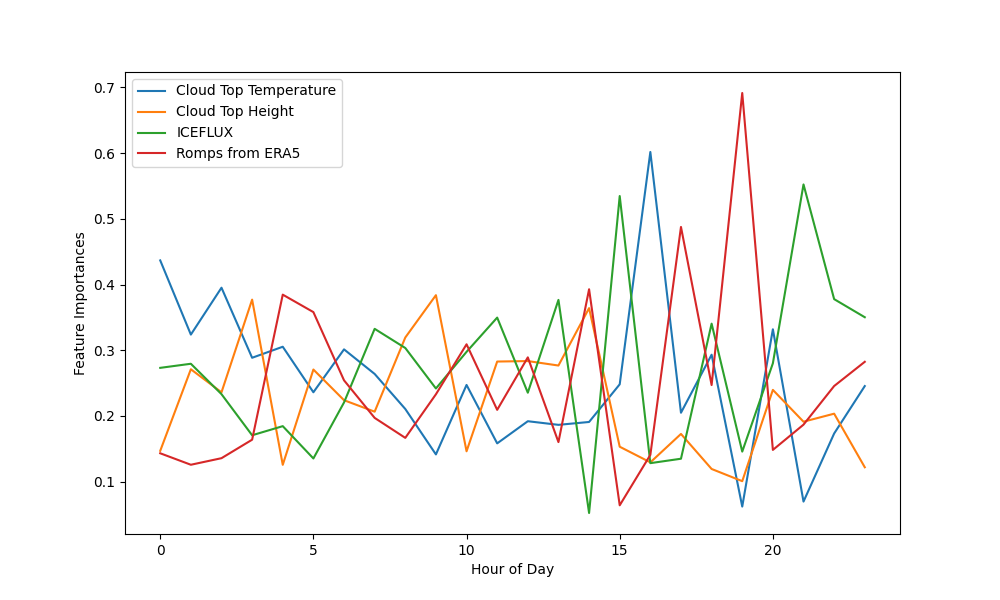 Cloud Top Temperature
Cloud Top Height
ICEFLUX
Romps from ERA5
0.7
0.6
0.5
0.4
0.3
0.2
0.1
Feature Importances
0 5 10 15 20
Hour of Day